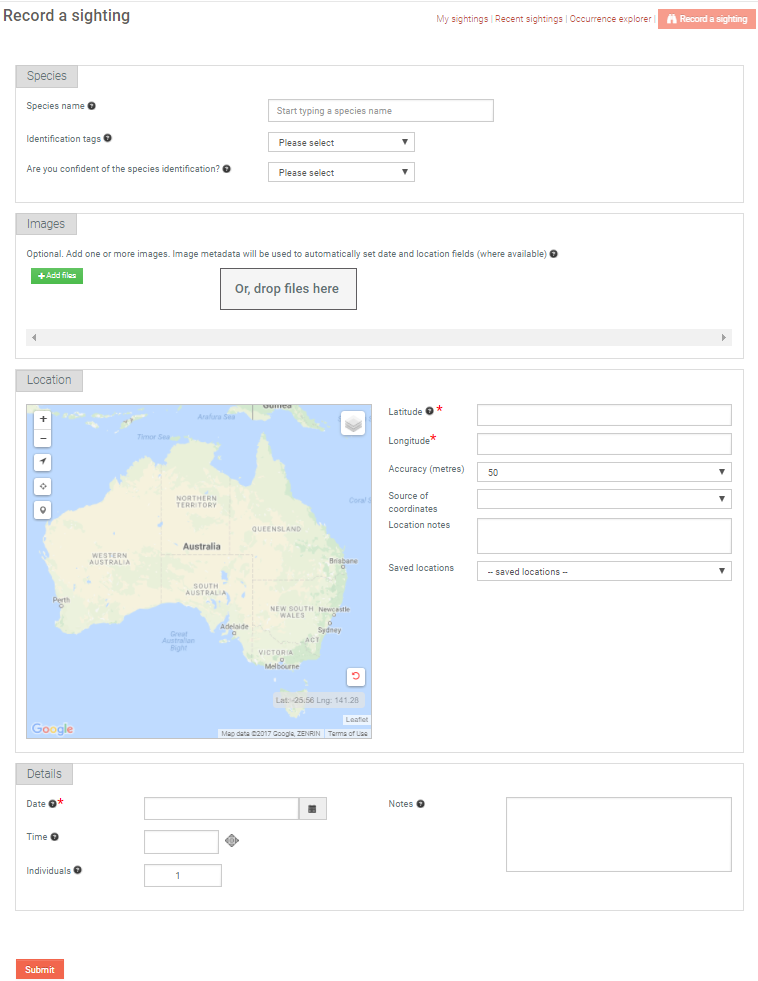 Record a sighting
My sightings | Recent sightings | Occurrence explorer | Record a sighting
Species
Species name
Start typing a species name
Identification tags
Please select
Are you confident of the species identification?
Please select
Images
Optional. Add one or more images. Image metadata will be used to automatically set date and location fields (where available)
+ Add files
Or, drop files here
Location
Guinea
Arafura Sea
Timor Sea
Coral
NORTHERN
TERRITORY
QUEENSLAND
Australia
WESTERN
AUSTRALIA
Brisbane
SOUTH
AUSTRALIA
Perth
NEW SOUTH
WALES
Newcastle
Adelaide
Sydney
Great
Australian
Bight
ACT
VICTORIA
Melbourne
Lat: -25.56 Lng: 141.28
Leaflet
Google
Map data ©2017 Google, ZENRIN
Terms of Use
Latitude *
Longitude*
Accuracy (metres)
50
Source of
coordinates
Location notes
Saved locations
-- saved locations --
Details
Date *
Time
Individuals
1
Notes
Submit